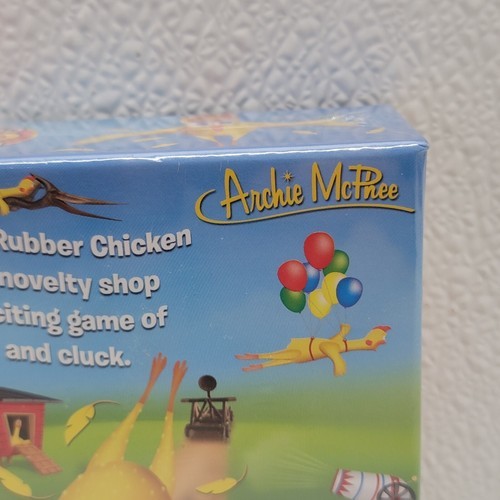 Archie McPhee
Rubber Chicken
novelty shop
citing game of
and cluck.